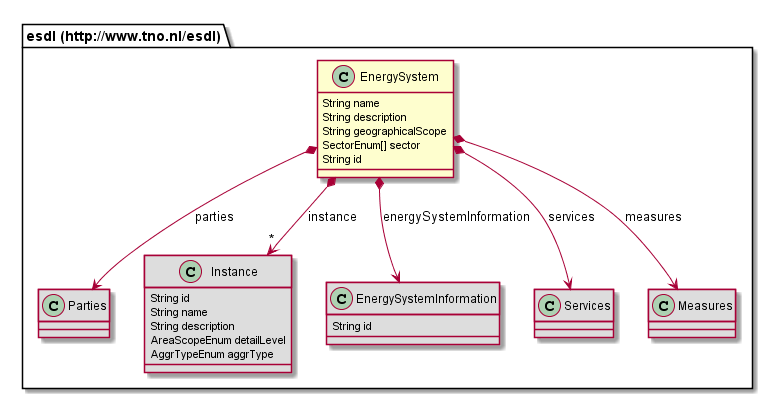 esdl (http://www.tno.nl/esdl)
C EnergySystem
String name
String description
String geographicalScope
SectorEnum[] sector
String id
parties
instance
energySystemInformation
services
measures
*
C Parties
C Instance
String id
String name
String description
AreaScopeEnum detailLevel
AggrTypeEnum aggrType
C EnergySystemInformation
String id
C Services
C Measures